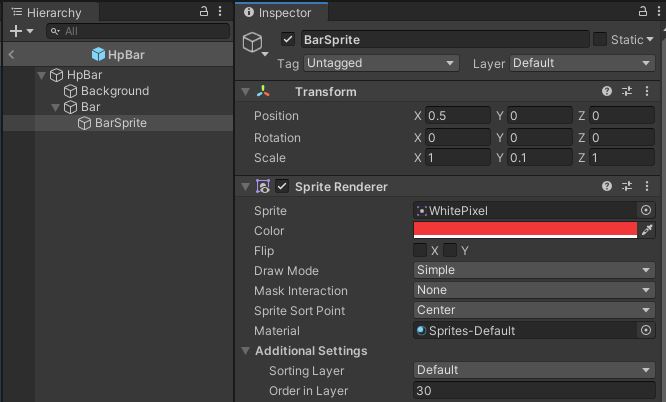 Hierarchy
All
HpBar
HpBar
Background
Bar
BarSprite
Inspector
BarSprite
Static
Tag Untagged Layer Default
Transform
Position X 0.5 Y 0 Z 0
Rotation X 0 Y 0 Z 0
Scale X 1 Y 0.1 Z 1
Sprite Renderer
Sprite WhitePixel
Color
Flip X Y
Draw Mode Simple
Mask Interaction None
Sprite Sort Point Center
Material Sprites-Default
Additional Settings
Sorting Layer Default
Order in Layer 30